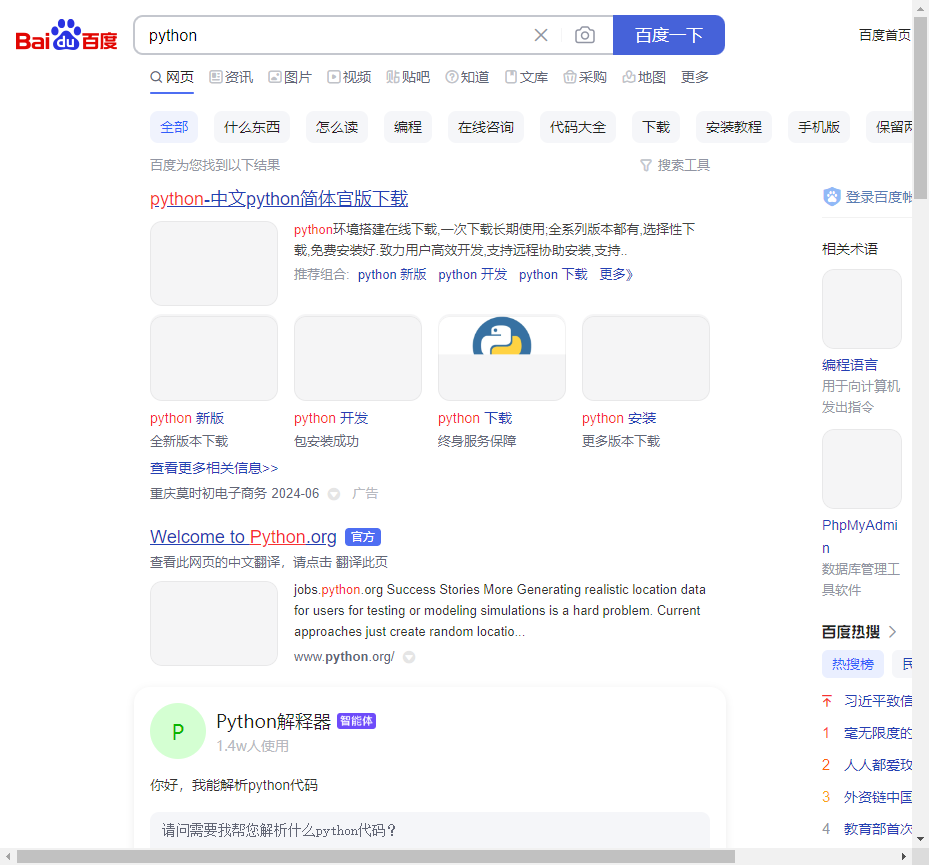 Bai du 百度
python
百度一下
百度首页
网页 资讯 图片 视频 贴吧 知道 文库 采购 地图 更多
全部 什么东西 怎么读 编程 在线咨询 代码大全 下载 安装教程 手机版 保留两
百度为您找到以下结果
搜索工具
python-中文python简体官版下载
python环境搭建在线下载,一次下载长期使用;全系列版本都有,选择性下
载,免费安装好.致力用户高效开发,支持远程协助安装,支持..
推荐组合: python 新版 python 开发 python 下载 更多》
python 新版 python 开发 python 下载 python 安装
全新版本下载 包安装成功 终身服务保障 更多版本下载
查看更多相关信息>>
重庆莫时初电子商务 2024-06 广告
Welcome to Python.org 官方
查看此网页的中文翻译，请点击 翻译此页
jobs.python.org Success Stories More Generating realistic location data
for users for testing or modeling simulations is a hard problem. Current
approaches just create random locatio...
www.python.org/
P
Python解释器 智能体
1.4w人使用
你好，我能解析python代码
请问需要我帮您解析什么python代码？
登录百度帐
相关术语
编程语言
用于向计算机
发出指令
PhpMyAdmi
n
数据库管理工
具软件
百度热搜
热搜榜 民
习近平致信
1 毫无限度的
2 人人都爱玫
3 外资链中国
4 教育部首次